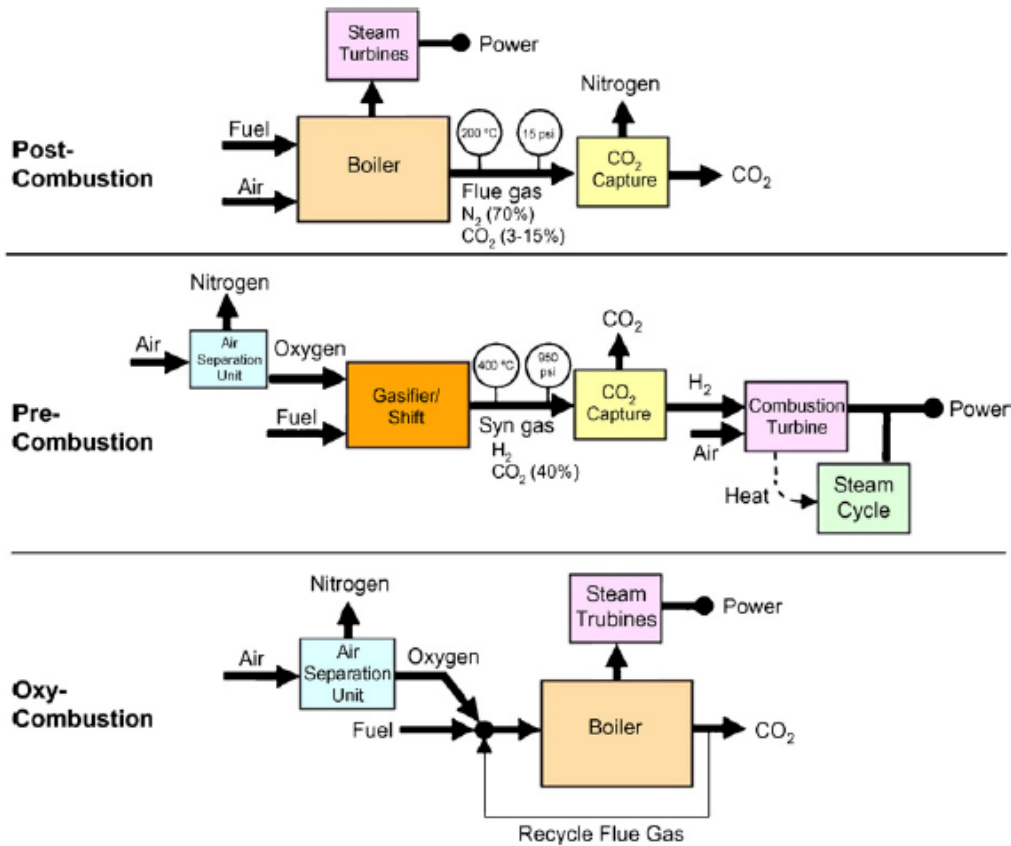 Steam
Turbines
Power
Nitrogen
Fuel
200 °C
15 psi
Post-
Combustion
Boiler
CO₂
Capture
CO₂
Air
Flue gas
N₂ (70%)
CO₂ (3-15%)
Nitrogen
CO₂
Air
Air
Separation
Unit
Oxygen
400 °C
950
psi
H₂
Pre-
Combustion
Gasifier/
Shift
CO₂
Capture
Combustion
Turbine
Power
Fuel
Syn gas
H₂
CO₂ (40%)
Air
Heat
Steam
Cycle
Nitrogen
Steam
Trubines
Power
Air
Air
Separation
Unit
Oxygen
Oxy-
Combustion
Fuel
Boiler
CO₂
Recycle Flue Gas